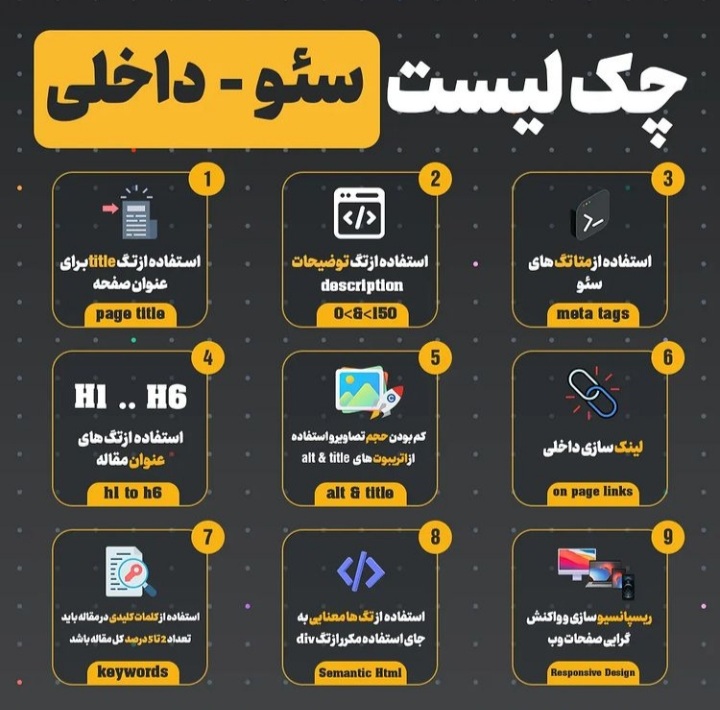 چک لیست سئو - داخلی
1
استفاده از تگ title برای
عنوان صفحه
page title
2
استفاده از تگ توضیحات
description
0<&<150
3
استفاده از متا تگ های
سئو
meta tags
4
H1 .. H6
استفاده از تگ های
عنوان مقاله
h1 to h6
5
کم بودن حجم تصاویر و استفاده
از اتریبوت های alt & title
alt & title
6
لینک سازی داخلی
on page links
7
استفاده از کلمات کلیدی در مقاله باید
تعداد 2 تا 5 درصد کل مقاله باشد
keywords
8
استفاده از تگ ها معنایی به
جای استفاده مکرر از تگ div
Semantic Html
9
ریسپانسیو سازی و واکنش
گرایی صفحات وب
Responsive Design